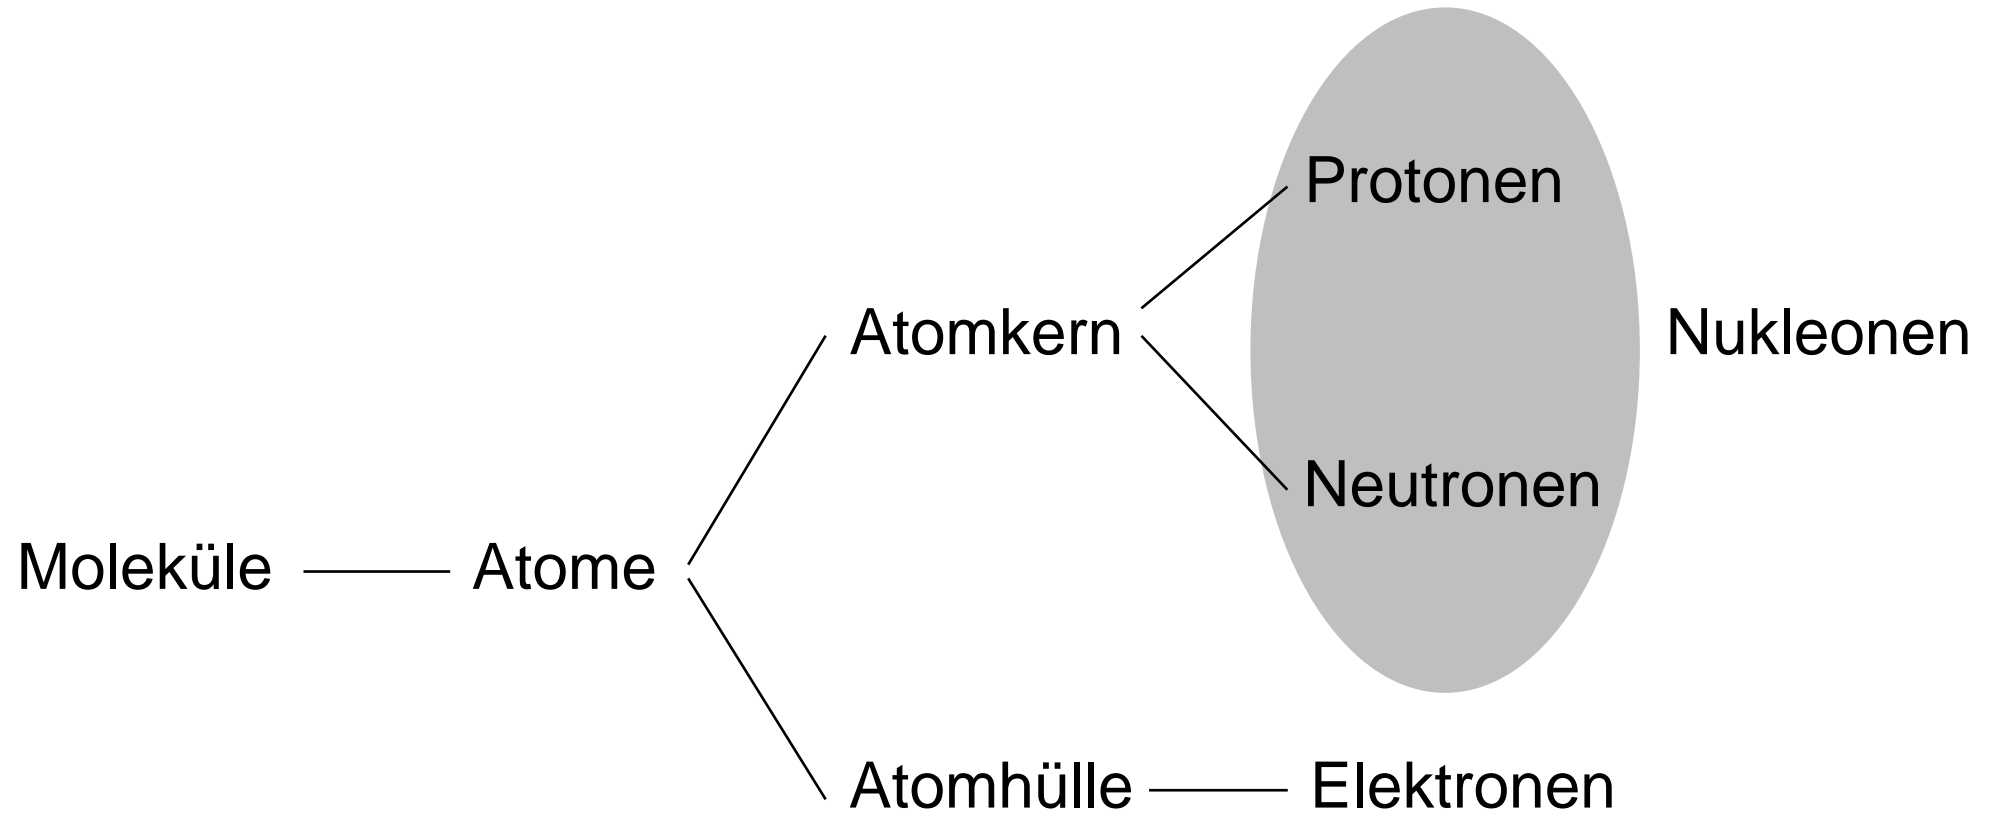 Protonen
Atomkern
Nukleonen
Neutronen
Moleküle
Atome
Atomhülle
Elektronen